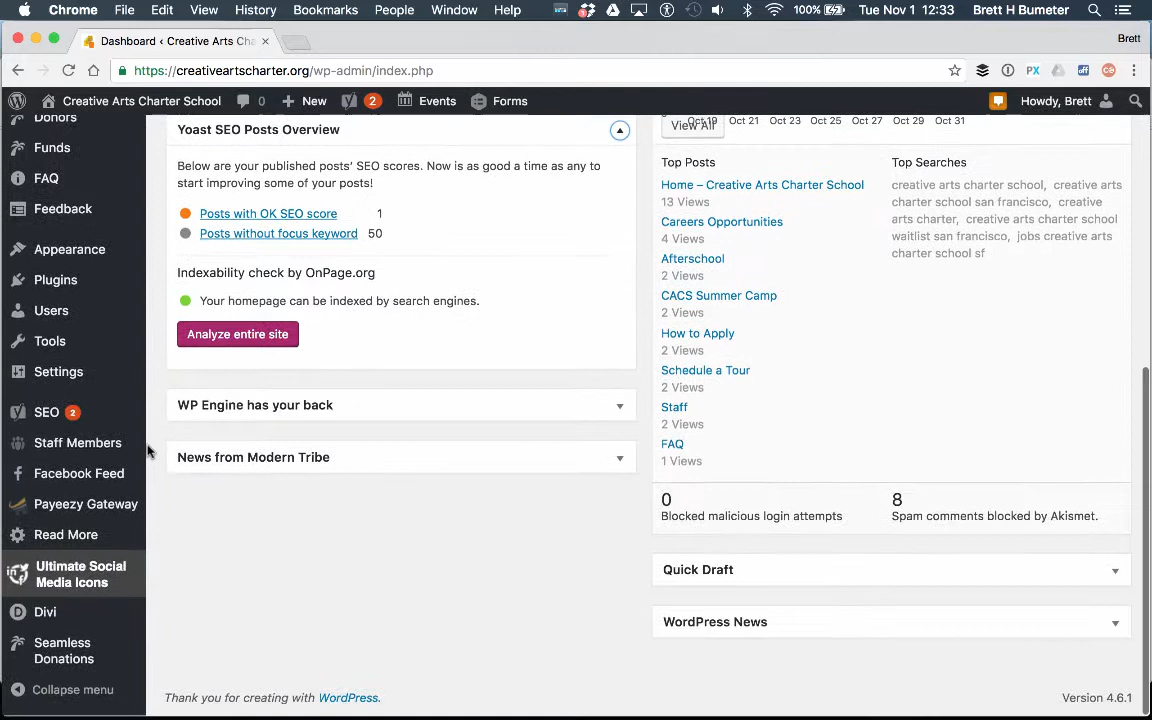 Chrome File Edit View History Bookmarks People Window Help 100% Tue Nov 1 12:33 Brett H Bumeter
Dashboard ‹ Creative Arts Cha
Brett
https://creativeartscharter.org/wp-admin/index.php
Creative Arts Charter School 0 New 2 Events Forms Howdy, Brett
Donors
Funds
FAQ
Feedback
Appearance
Plugins
Users
Tools
Settings
SEO 2
Staff Members
Facebook Feed
Payeezy Gateway
Read More
Ultimate Social
Media Icons
Divi
Seamless
Donations
Collapse menu
Yoast SEO Posts Overview
Below are your published posts’ SEO scores. Now is as good a time as any to
start improving some of your posts!
Posts with OK SEO score 1
Posts without focus keyword 50
Indexability check by OnPage.org
Your homepage can be indexed by search engines.
Analyze entire site
WP Engine has your back
News from Modern Tribe
Oct 19 Oct 21 Oct 23 Oct 25 Oct 27 Oct 29 Oct 31
View All
Top Posts
Home – Creative Arts Charter School
13 Views
Careers Opportunities
4 Views
Afterschool
2 Views
CACS Summer Camp
2 Views
How to Apply
2 Views
Schedule a Tour
2 Views
Staff
2 Views
FAQ
1 Views
Top Searches
creative arts charter school, creative arts
charter school san francisco, creative
arts charter, creative arts charter school
waitlist san francisco, jobs creative arts
charter school sf
0
Blocked malicious login attempts
8
Spam comments blocked by Akismet.
Quick Draft
WordPress News
Thank you for creating with WordPress.
Version 4.6.1